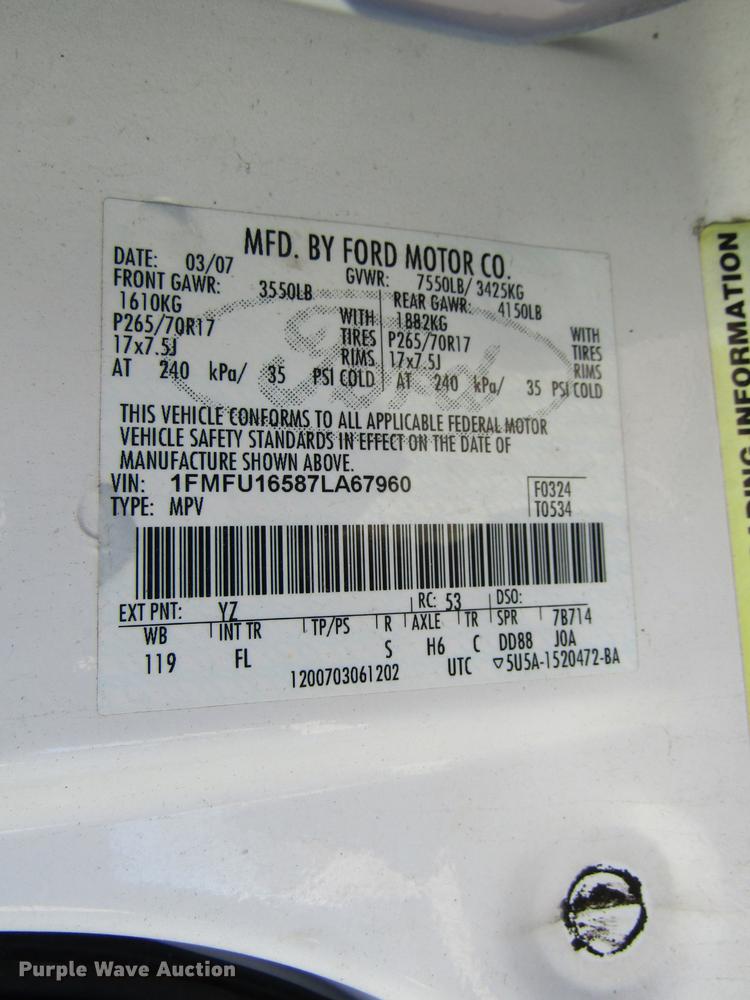 MFD. BY FORD MOTOR CO.
DATE: 03/07 GVWR: 7550LB/ 3425KG
FRONT GAWR: 3550LB REAR GAWR: 4150LB
1610KG WITH 1882KG WITH
P265/70R17 TIRES P265/70R17 TIRES
17x7.5J RIMS 17x7.5J RIMS
AT 240 kPa/ 35 PSI COLD AT 240 kPa/ 35 PSI COLD
Ford
THIS VEHICLE CONFORMS TO ALL APPLICABLE FEDERAL MOTOR
VEHICLE SAFETY STANDARDS IN EFFECT ON THE DATE OF
MANUFACTURE SHOWN ABOVE.
VIN: 1FMFU16587LA67960 F0324
TYPE: MPV T0534
EXT PNT: YZ RC: 53 DSO:
WB INT TR TP/PS R AXLE TR SPR 7B714
119 FL S H6 C DD88 J0A
1200703061202 UTC ▽5U5A-1520472-BA
INFORMATION
Purple Wave Auction